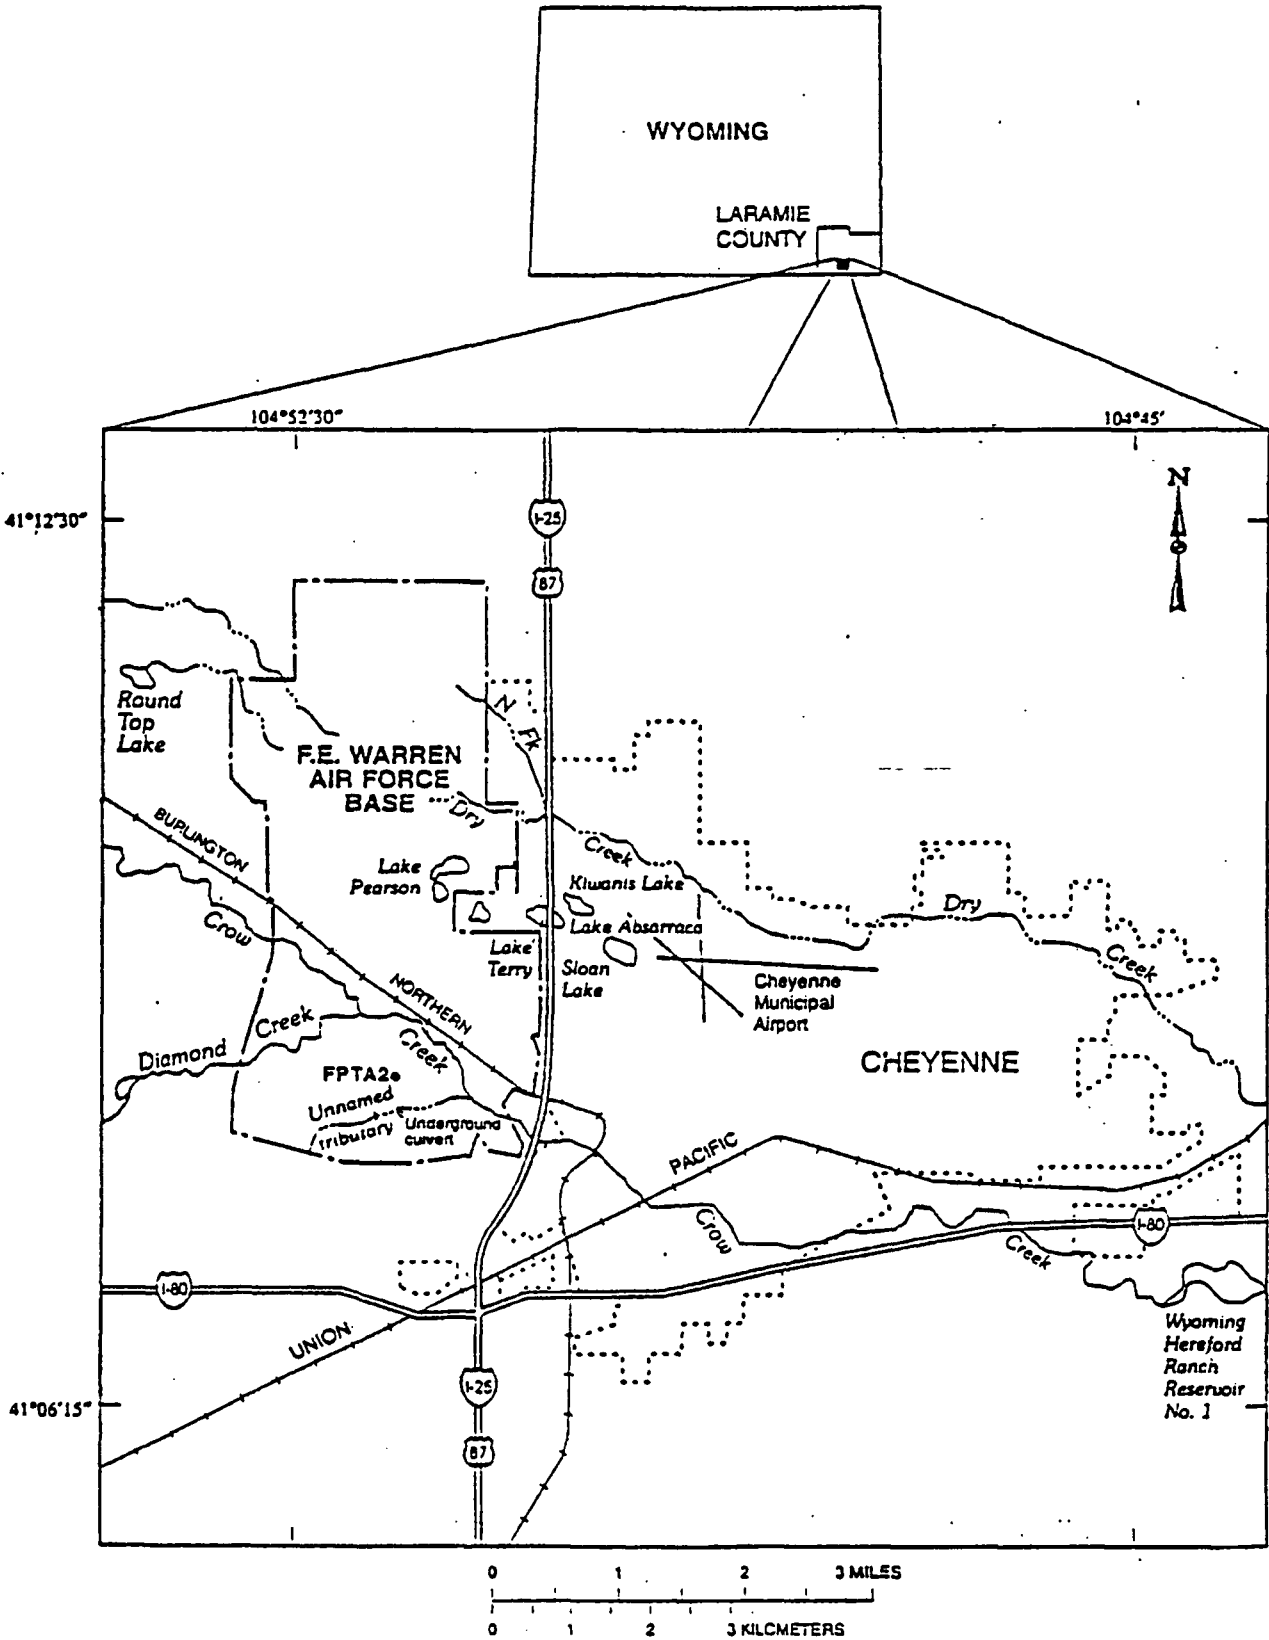 WYOMING
LARAMIE
COUNTY
104°52'30"
104°45'
41°12'30"
N
I-25
87
Round
Top
Lake
N
Fk
F.E. WARREN
AIR FORCE
BASE
Dry
BURLINGTON
Creek
Lake
Pearson
Kiwanis Lake
Dry
Crow
Lake Absarraca
Creek
Lake
Terry
Sloan
Lake
NORTHERN
Cheyenne
Municipal
Airport
Creek
Diamond
Creek
CHEYENNE
FPTA2
Unnamed
Tributary
Underground
culvert
PACIFIC
Crow
I-80
Creek
I-80
UNION
Wyoming
Hereford
Ranch
Reservoir
No. 1
I-25
41°06'15"
87
0 1 2 3 MILES
0 1 2 3 KILCMETERS